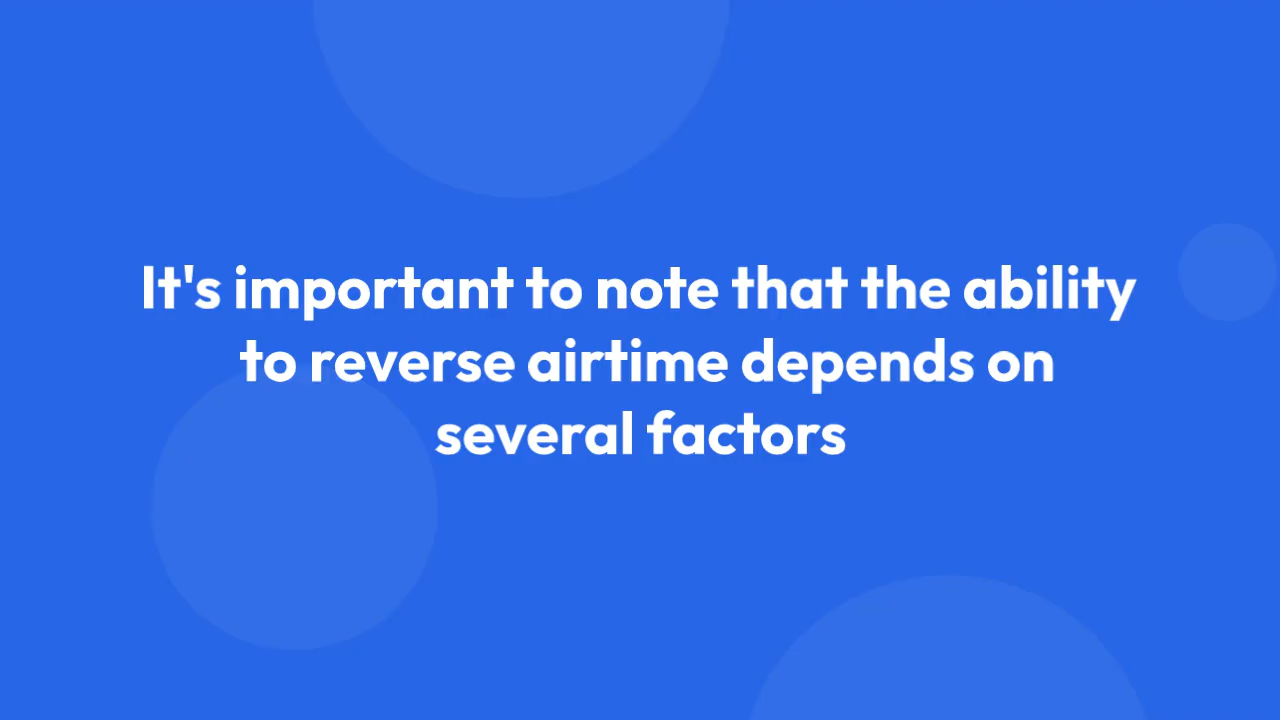 It's important to note that the ability
to reverse airtime depends on
several factors